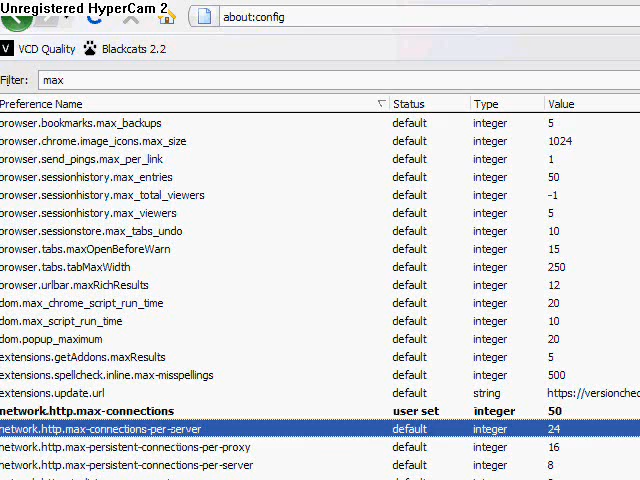 Unregistered HyperCam 2
about:config
V VCD Quality Blackcats 2.2
Filter: max
Preference Name Status Type Value
browser.bookmarks.max_backups default integer 5
browser.chrome.image_icons.max_size default integer 1024
browser.send_pings.max_per_link default integer 1
browser.sessionhistory.max_entries default integer 50
browser.sessionhistory.max_total_viewers default integer -1
browser.sessionhistory.max_viewers default integer 5
browser.sessionstore.max_tabs_undo default integer 10
browser.tabs.maxOpenBeforeWarn default integer 15
browser.tabs.tabMaxWidth default integer 250
browser.urlbar.maxRichResults default integer 12
dom.max_chrome_script_run_time default integer 20
dom.max_script_run_time default integer 10
dom.popup_maximum default integer 20
extensions.getAddons.maxResults default integer 5
extensions.spellcheck.inline.max-misspellings default integer 500
extensions.update.url default string https://versionchec
network.http.max-connections user set integer 50
network.http.max-connections-per-server default integer 24
network.http.max-persistent-connections-per-proxy default integer 16
network.http.max-persistent-connections-per-server default integer 8